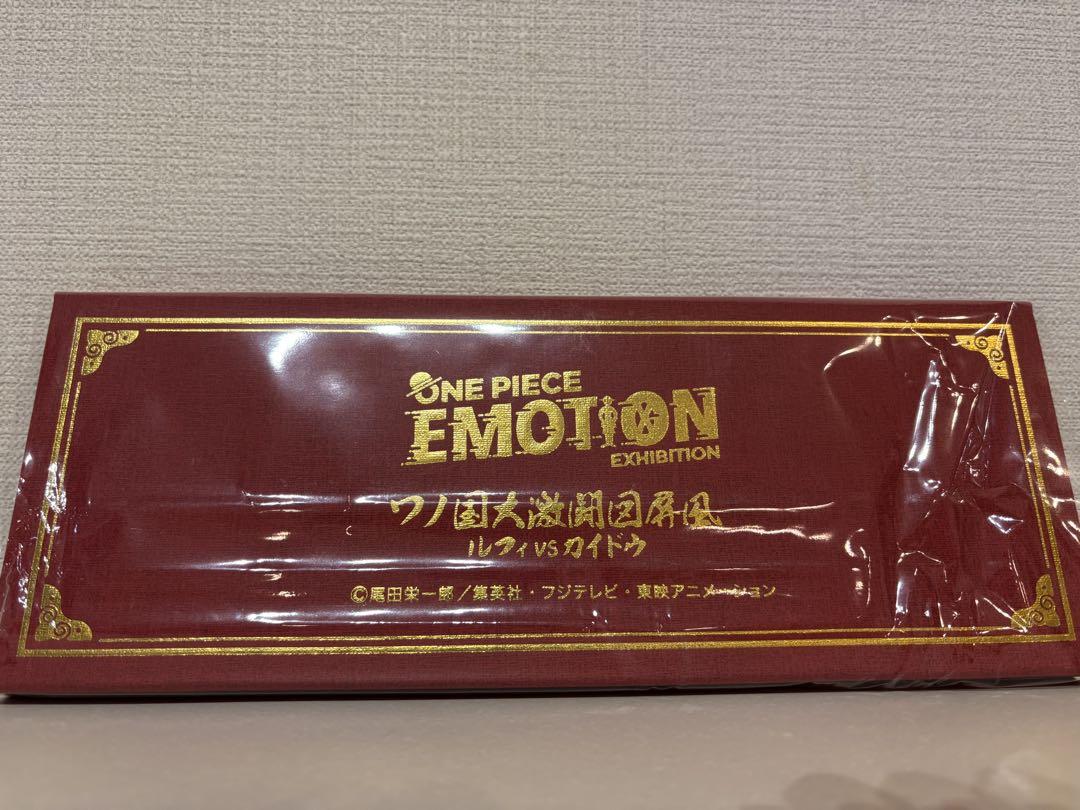 ONE PIECE
EMOTION
EXHIBITION
ワノ国大激闘図屏風
ルフィVSカイドウ
©尾田栄一郎／集英社・フジテレビ・東映アニメーション